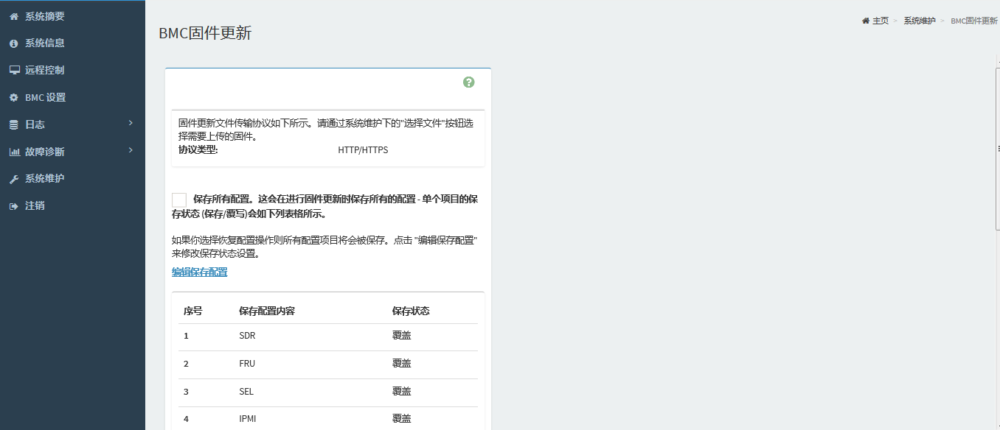 系统摘要
系统信息
远程控制
BMC 设置
日志
故障诊断
系统维护
注销
主页 > 系统维护 > BMC固件更新
BMC固件更新
固件更新文件传输协议如下所示。请通过系统维护下的"选择文件"按钮选
择需要上传的固件。
协议类型: HTTP/HTTPS
保存所有配置。这会在进行固件更新时保存所有的配置 - 单个项目的保
存状态 (保存/覆写)会如下列表格所示。
如果你选择恢复配置操作则所有配置项目将会被保存。点击 "编辑保存配置"
来修改保存状态设置。
编辑保存配置
序号 保存配置内容 保存状态
1 SDR 覆盖
2 FRU 覆盖
3 SEL 覆盖
4 IPMI 覆盖